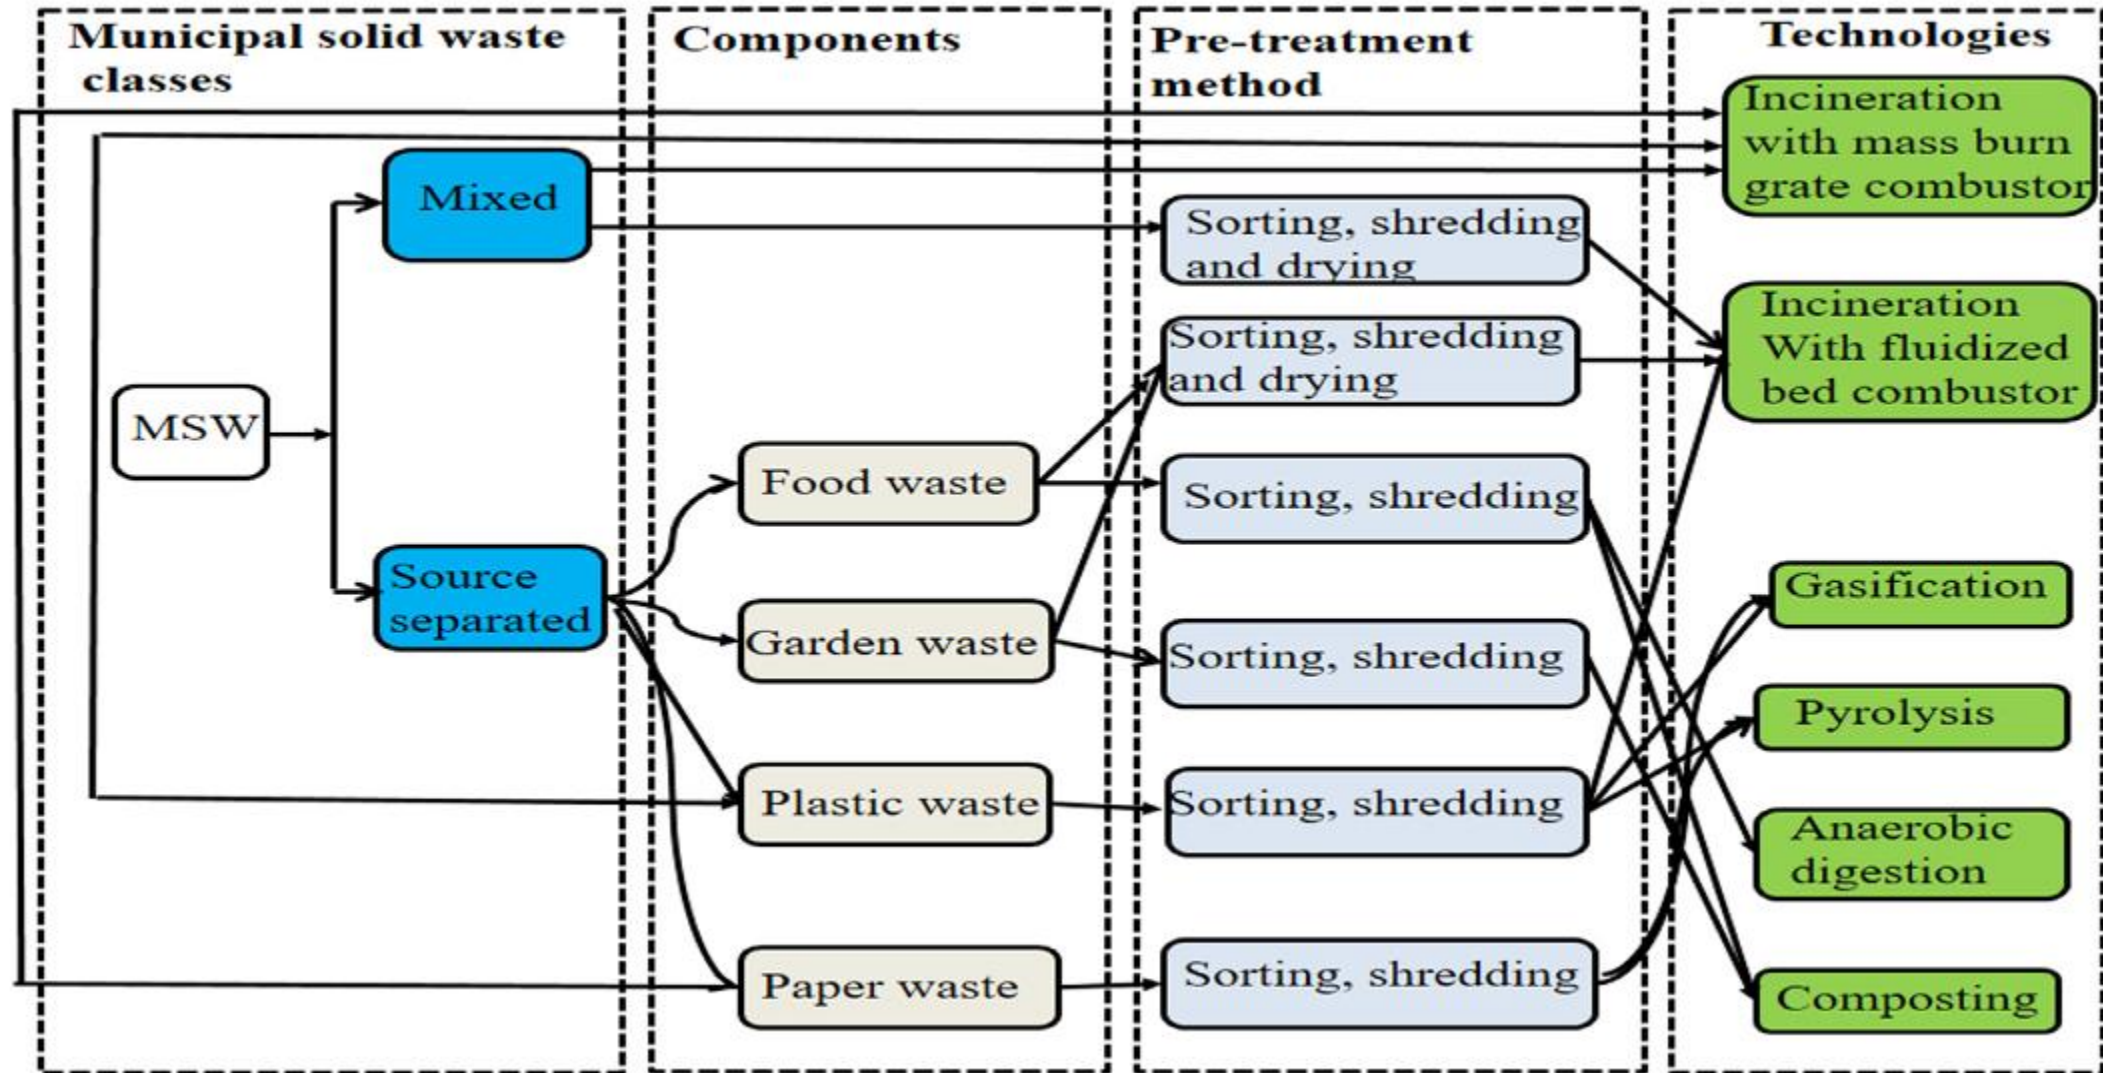 Municipal solid waste
classes
Components
Pre-treatment
method
Technologies
MSW
Mixed
Source
separated
Food waste
Garden waste
Plastic waste
Paper waste
Sorting, shredding
and drying
Sorting, shredding
and drying
Sorting, shredding
Sorting, shredding
Sorting, shredding
Sorting, shredding
Incineration
with mass burn
grate combustor
Incineration
With fluidized
bed combustor
Gasification
Pyrolysis
Anaerobic
digestion
Composting